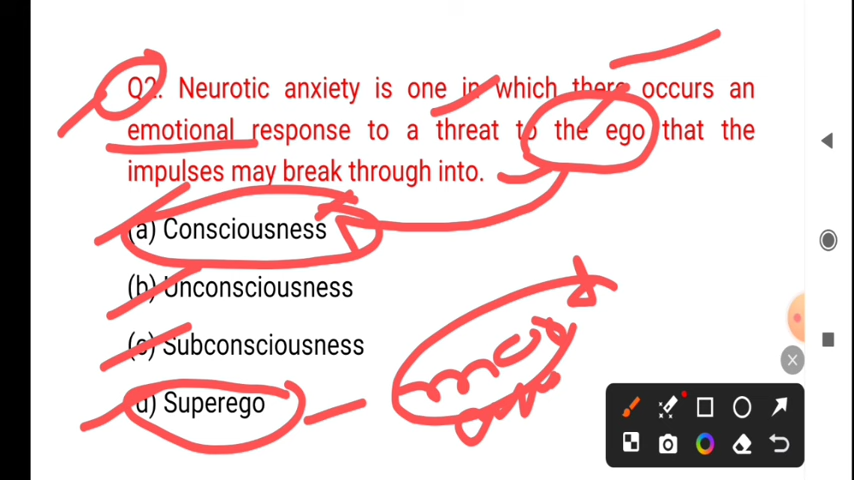 Q2. Neurotic anxiety is one in which there occurs an
emotional response to a threat to the ego that the
impulses may break through into.
(a) Consciousness
(b) Unconsciousness
(c) Subconsciousness
(d) Superego